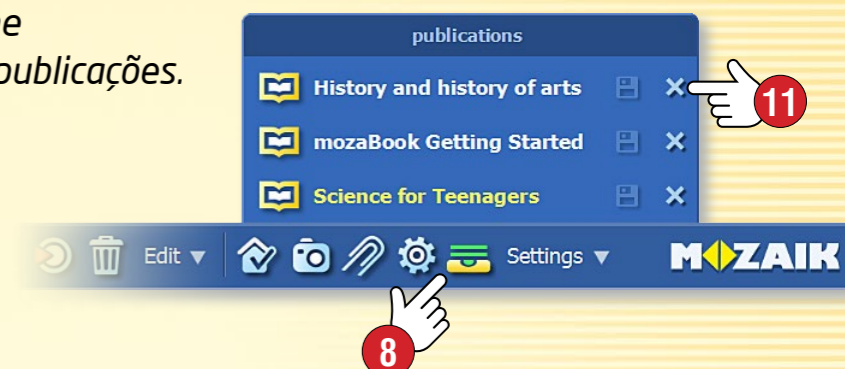 e
publicações.
publications
History and history of arts
mozaBook Getting Started
Science for Teenagers
Edit
Settings
MOZAIK
11
8